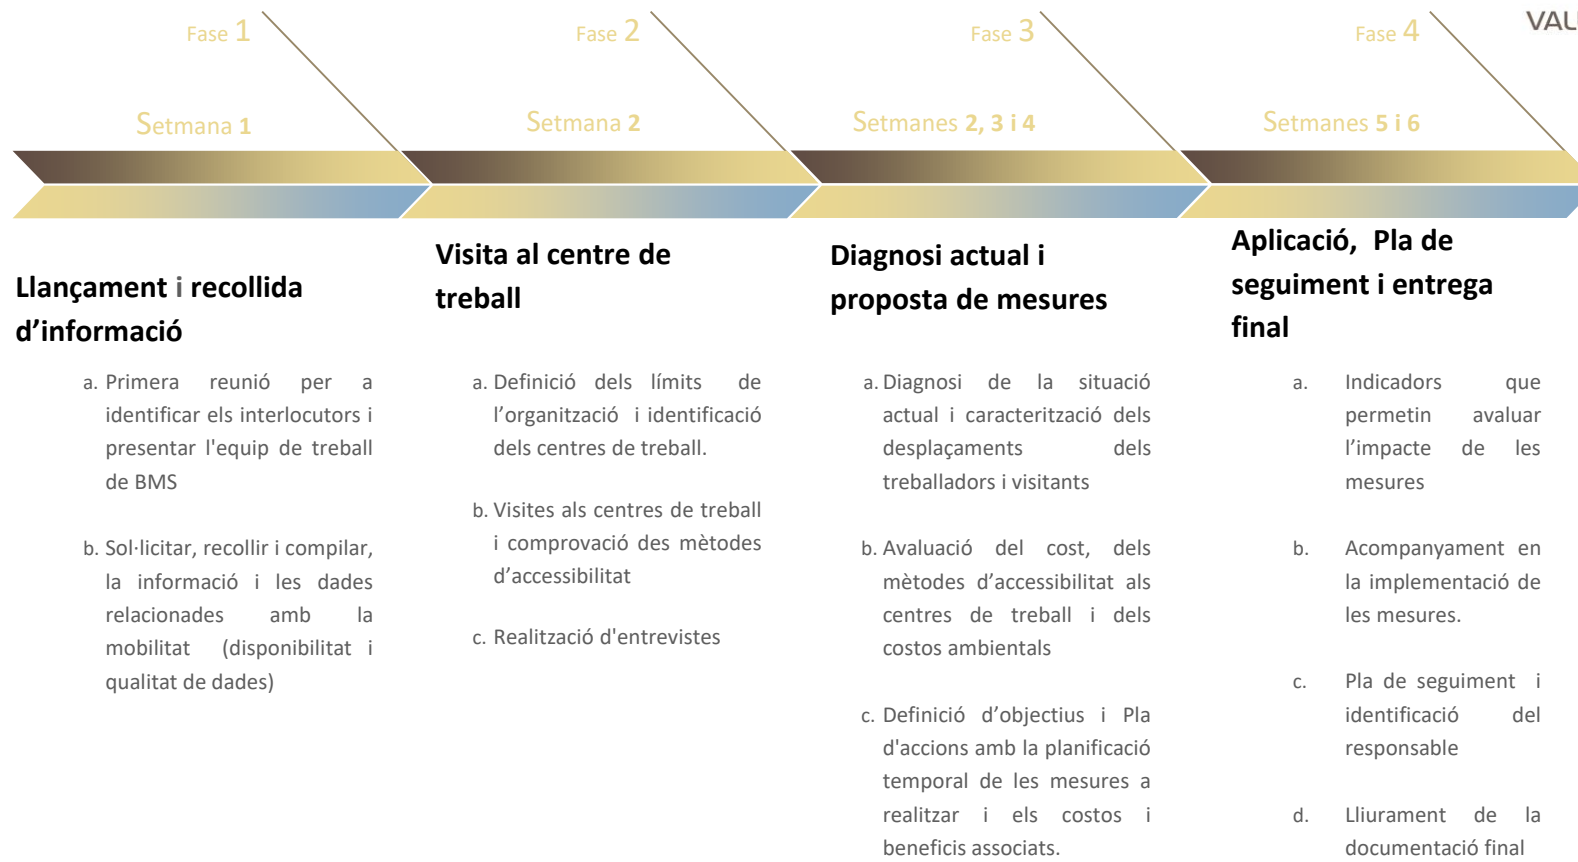 Fase 1
Setmana 1
Llançament i recollida
d’informació
a. Primera reunió per a
identificar els interlocutors i
presentar l'equip de treball
de BMS
b. Sol·licitar, recollir i compilar,
la informació i les dades
relacionades amb la
mobilitat (disponibilitat i
qualitat de dades)
Fase 2
Setmana 2
Visita al centre de
treball
a. Definició dels límits de
l’organització i identificació
dels centres de treball.
b. Visites als centres de treball
i comprovació des mètodes
d’accessibilitat
c. Realització d'entrevistes
Fase 3
Setmanes 2, 3 i 4
Diagnosi actual i
proposta de mesures
a. Diagnosi de la situació
actual i caracterització dels
desplaçaments dels
treballadors i visitants
b. Avaluació del cost, dels
mètodes d’accessibilitat als
centres de treball i dels
costos ambientals
c. Definició d’objectius i Pla
d'accions amb la planificació
temporal de les mesures a
realitzar i els costos i
beneficis associats.
Fase 4
Setmanes 5 i 6
Aplicació, Pla de
seguiment i entrega
final
a. Indicadors que
permetin avaluar
l’impacte de les
mesures
b. Acompanyament en
la implementació de
les mesures.
c. Pla de seguiment i
identificació del
responsable
d. Lliurament de la
documentació final